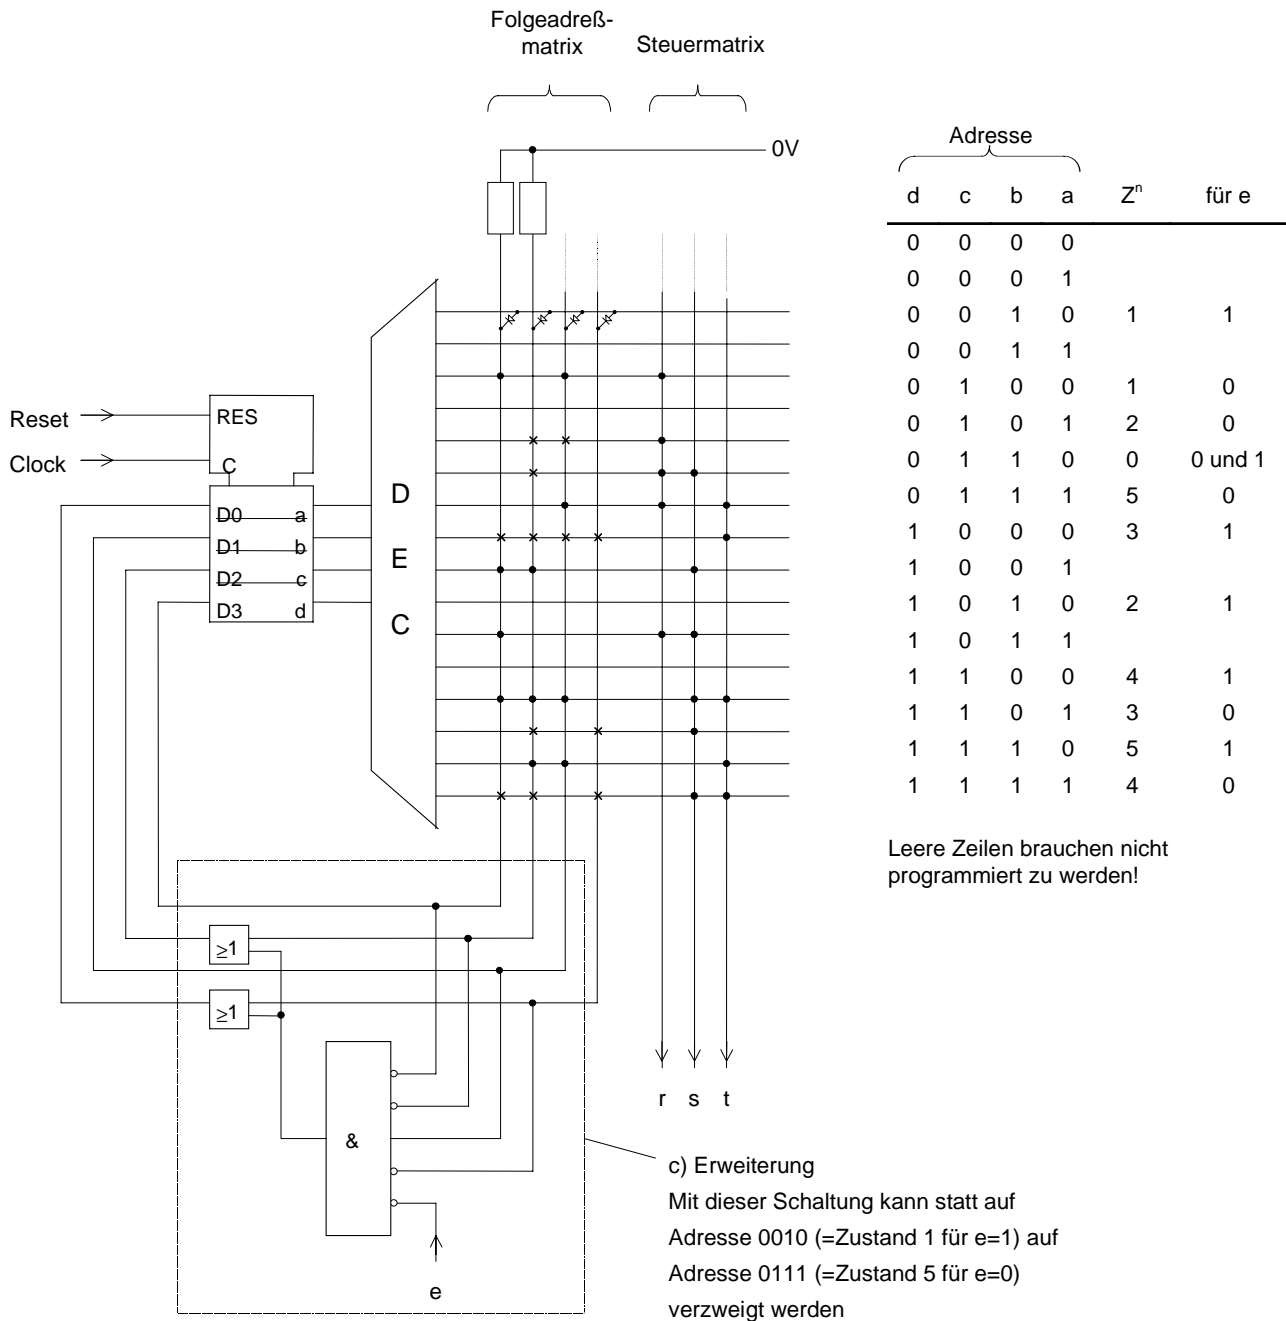 Folgeadreß-
matrix
Steuermatrix
0V
Adresse
d c b a Zⁿ für e
0 0 0 0
0 0 0 1
0 0 1 0 1 1
0 0 1 1
0 1 0 0 1 0
0 1 0 1 2 0
0 1 1 0 0 0 und 1
0 1 1 1 5 0
1 0 0 0 3 1
1 0 0 1
1 0 1 0 2 1
1 0 1 1
1 1 0 0 4 1
1 1 0 1 3 0
1 1 1 0 5 1
1 1 1 1 4 0
Leere Zeilen brauchen nicht
programmiert zu werden!
Reset
RES
Clock
C
D0 a
D1 b
D2 c
D3 d
D
E
C
≥1
≥1
&
e
r s t
c) Erweiterung
Mit dieser Schaltung kann statt auf
Adresse 0010 (=Zustand 1 für e=1) auf
Adresse 0111 (=Zustand 5 für e=0)
verzweigt werden